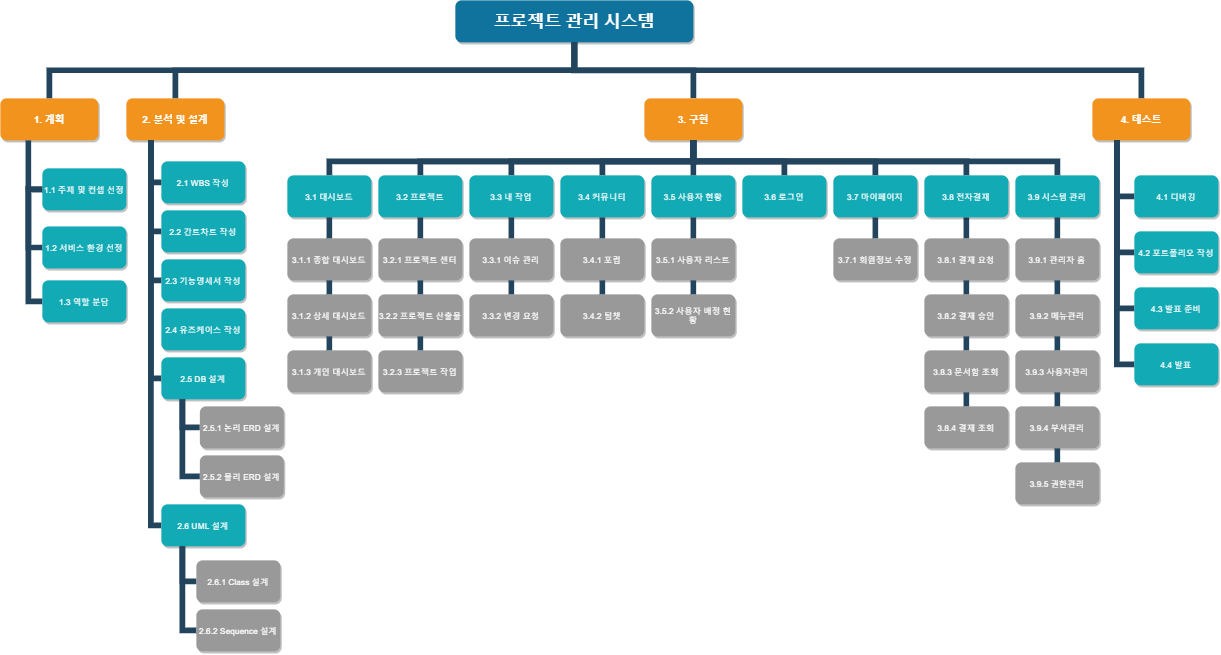 프로젝트 관리 시스템
1. 계획
2. 분석 및 설계
3. 구현
4. 테스트
1.1 주제 및 컨셉 선정
1.2 서비스 환경 선정
1.3 역할 분담
2.1 WBS 작성
2.2 간트차트 작성
2.3 기능명세서 작성
2.4 유즈케이스 작성
2.5 DB 설계
2.5.1 논리 ERD 설계
2.5.2 물리 ERD 설계
2.6 UML 설계
2.6.1 Class 설계
2.6.2 Sequence 설계
3.1 대시보드
3.1.1 종합 대시보드
3.1.2 상세 대시보드
3.1.3 개인 대시보드
3.2 프로젝트
3.2.1 프로젝트 센터
3.2.2 프로젝트 산출물
3.2.3 프로젝트 작업
3.3 내 작업
3.3.1 이슈 관리
3.3.2 변경 요청
3.4 커뮤니티
3.4.1 포럼
3.4.2 팀챗
3.5 사용자 현황
3.5.1 사용자 리스트
3.5.2 사용자 배정 현
황
3.6 로그인
3.7 마이페이지
3.7.1 회원정보 수정
3.8 전자결재
3.8.1 결재 요청
3.8.2 결재 승인
3.8.3 문서함 조회
3.8.4 결재 조회
3.9 시스템 관리
3.9.1 관리자 홈
3.9.2 메뉴관리
3.9.3 사용자관리
3.9.4 부서관리
3.9.5 권한관리
4.1 디버깅
4.2 포트폴리오 작성
4.3 발표 준비
4.4 발표